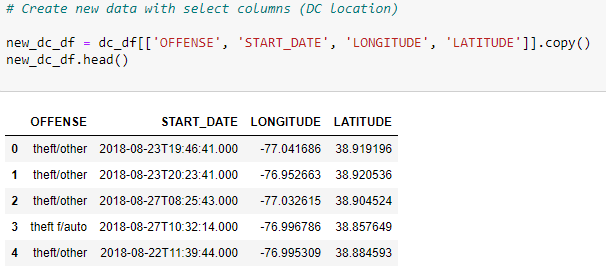 # Create new data with select columns (DC location)
new_dc_df = dc_df[['OFFENSE', 'START_DATE', 'LONGITUDE', 'LATITUDE']].copy()
new_dc_df.head()
OFFENSE START_DATE LONGITUDE LATITUDE
0 theft/other 2018-08-23T19:46:41.000 -77.041686 38.919196
1 theft/other 2018-08-23T20:23:41.000 -76.952663 38.920536
2 theft/other 2018-08-27T08:25:43.000 -77.032615 38.904524
3 theft f/auto 2018-08-27T10:32:14.000 -76.996786 38.857649
4 theft/other 2018-08-22T11:39:44.000 -76.995309 38.884593